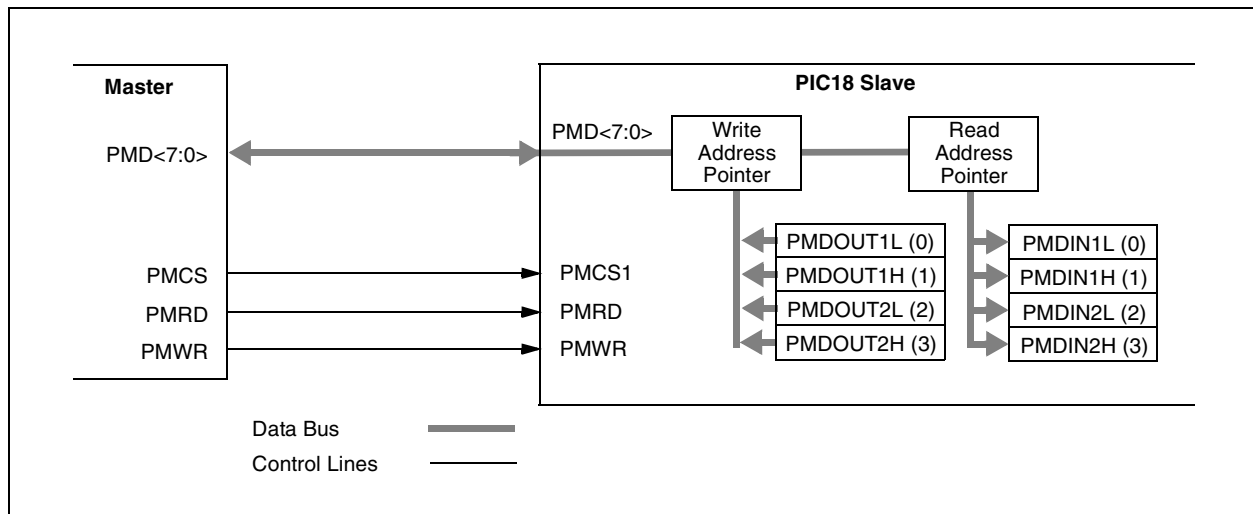 Master
PIC18 Slave
PMD<7:0>
PMD<7:0>
Write
Address
Pointer
Read
Address
Pointer
PMDOUT1L (0)
PMDIN1L (0)
PMCS
PMCS1
PMDOUT1H (1)
PMDIN1H (1)
PMRD
PMRD
PMDOUT2L (2)
PMDIN2L (2)
PMWR
PMWR
PMDOUT2H (3)
PMDIN2H (3)
Data Bus
Control Lines